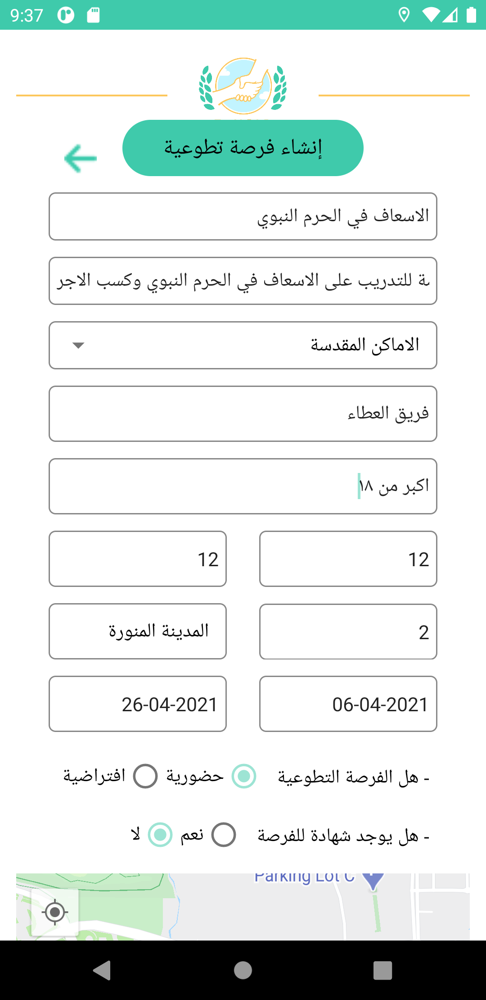 9:37
إنشاء فرصة تطوعية
الاسعاف في الحرم النبوي
للتدريب على الاسعاف في الحرم النبوي وكسب الاجر
الاماكن المقدسة
فريق العطاء
اكبر من ١٨
12 12
2 المدينة المنورة
06-04-2021 26-04-2021
- هل الفرصة التطوعية حضورية افتراضية
- هل يوجد شهادة للفرصة نعم لا
Parking Lot C